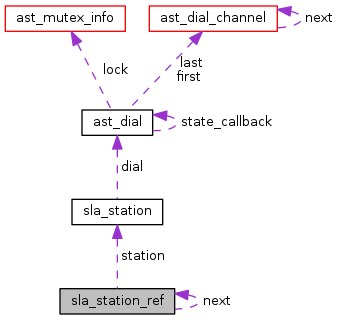 ast_mutex_info
ast_dial_channel
next
lock
last
first
ast_dial
state_callback
dial
sla_station
station
sla_station_ref
next